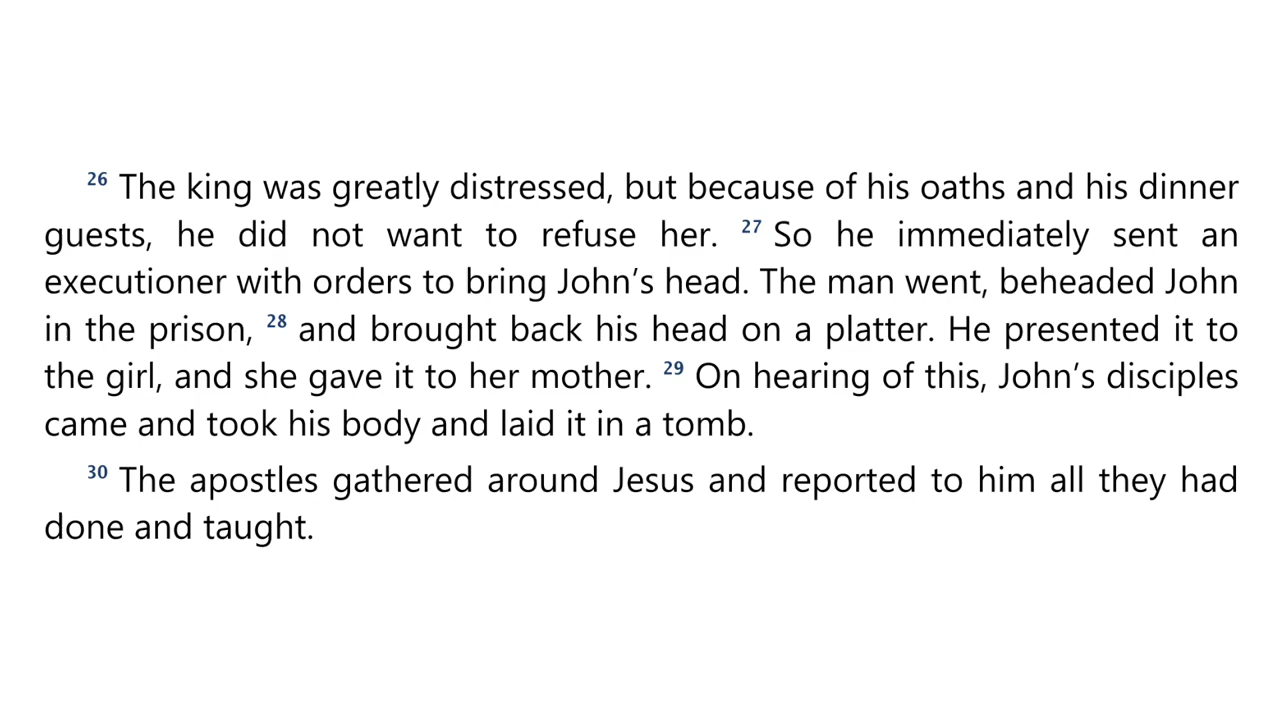 26 The king was greatly distressed, but because of his oaths and his dinner
guests, he did not want to refuse her. 27 So he immediately sent an
executioner with orders to bring John’s head. The man went, beheaded John
in the prison, 28 and brought back his head on a platter. He presented it to
the girl, and she gave it to her mother. 29 On hearing of this, John’s disciples
came and took his body and laid it in a tomb.
30 The apostles gathered around Jesus and reported to him all they had
done and taught.